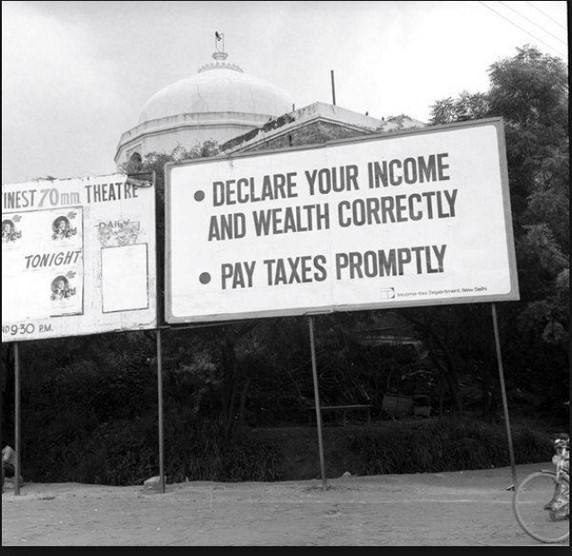 INEST 70mm THEATRE
DAILY
TONIGHT
9·30 P.M.
● DECLARE YOUR INCOME
AND WEALTH CORRECTLY
● PAY TAXES PROMPTLY
Income-tax Department, New Delhi